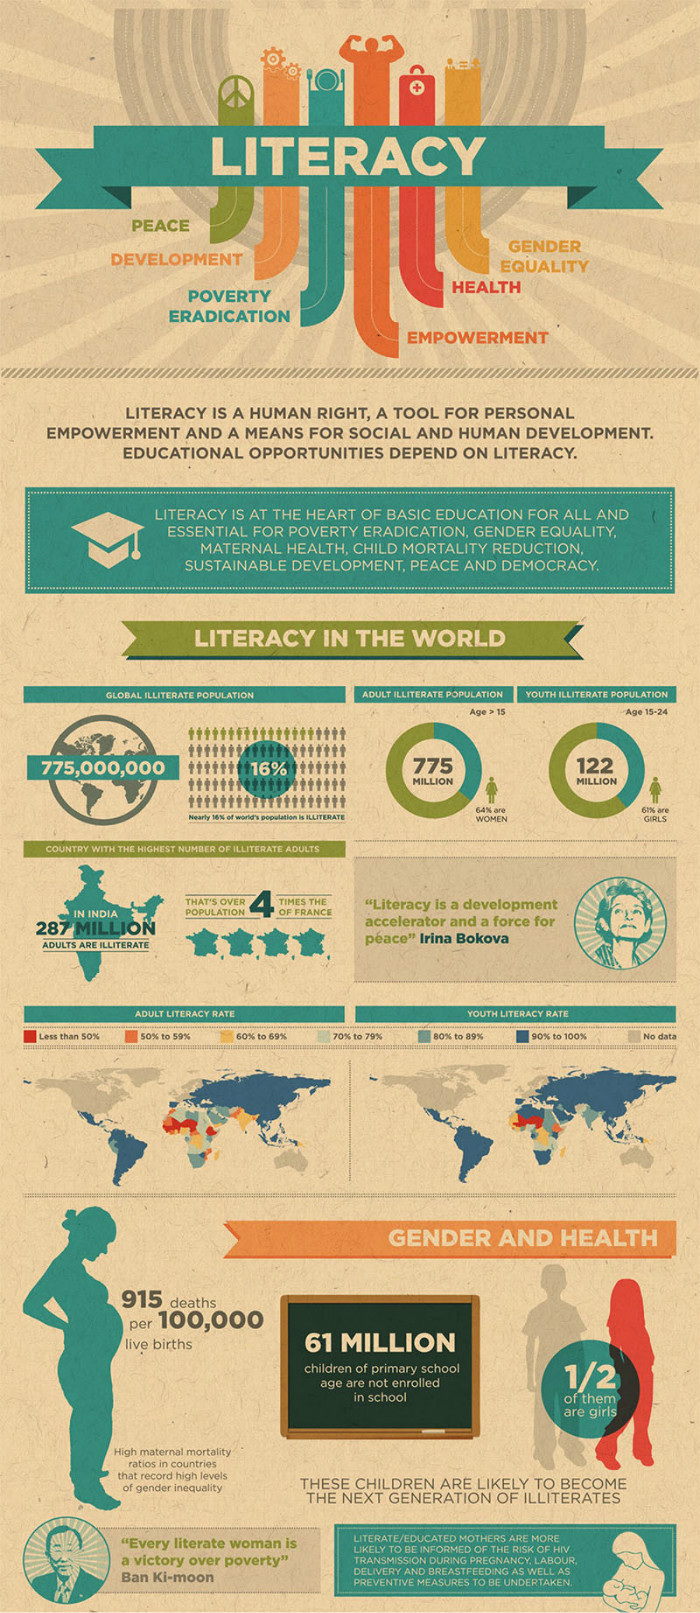 LITERACY
PEACE
DEVELOPMENT
POVERTY
ERADICATION
GENDER
EQUALITY
HEALTH
EMPOWERMENT
LITERACY IS A HUMAN RIGHT, A TOOL FOR PERSONAL
EMPOWERMENT AND A MEANS FOR SOCIAL AND HUMAN DEVELOPMENT.
EDUCATIONAL OPPORTUNITIES DEPEND ON LITERACY.
LITERACY IS AT THE HEART OF BASIC EDUCATION FOR ALL AND
ESSENTIAL FOR POVERTY ERADICATION, GENDER EQUALITY,
MATERNAL HEALTH, CHILD MORTALITY REDUCTION,
SUSTAINABLE DEVELOPMENT, PEACE AND DEMOCRACY.
LITERACY IN THE WORLD
GLOBAL ILLITERATE POPULATION
775,000,000
16%
Nearly 16% of world's population is ILLITERATE
ADULT ILLITERATE POPULATION
Age > 15
775
MILLION
64% are
WOMEN
YOUTH ILLITERATE POPULATION
Age 15-24
122
MILLION
61% are
GIRLS
COUNTRY WITH THE HIGHEST NUMBER OF ILLITERATE ADULTS
IN INDIA
287 MILLION
ADULTS ARE ILLITERATE
THAT'S OVER 4 TIMES THE
POPULATION OF FRANCE
“Literacy is a development
accelerator and a force for
peace” Irina Bokova
ADULT LITERACY RATE
YOUTH LITERACY RATE
Less than 50%
50% to 59%
60% to 69%
70% to 79%
80% to 89%
90% to 100%
No data
GENDER AND HEALTH
915 deaths
per 100,000
live births
High maternal mortality
ratios in countries
that record high levels
of gender inequality
61 MILLION
children of primary school
age are not enrolled
in school
1/2
of them
are girls
THESE CHILDREN ARE LIKELY TO BECOME
THE NEXT GENERATION OF ILLITERATES
“Every literate woman is
a victory over poverty”
Ban Ki-moon
LITERATE/EDUCATED MOTHERS ARE MORE
LIKELY TO BE INFORMED OF THE RISK OF HIV
TRANSMISSION DURING PREGNANCY, LABOUR,
DELIVERY AND BREASTFEEDING AS WELL AS
PREVENTIVE MEASURES TO BE UNDERTAKEN.